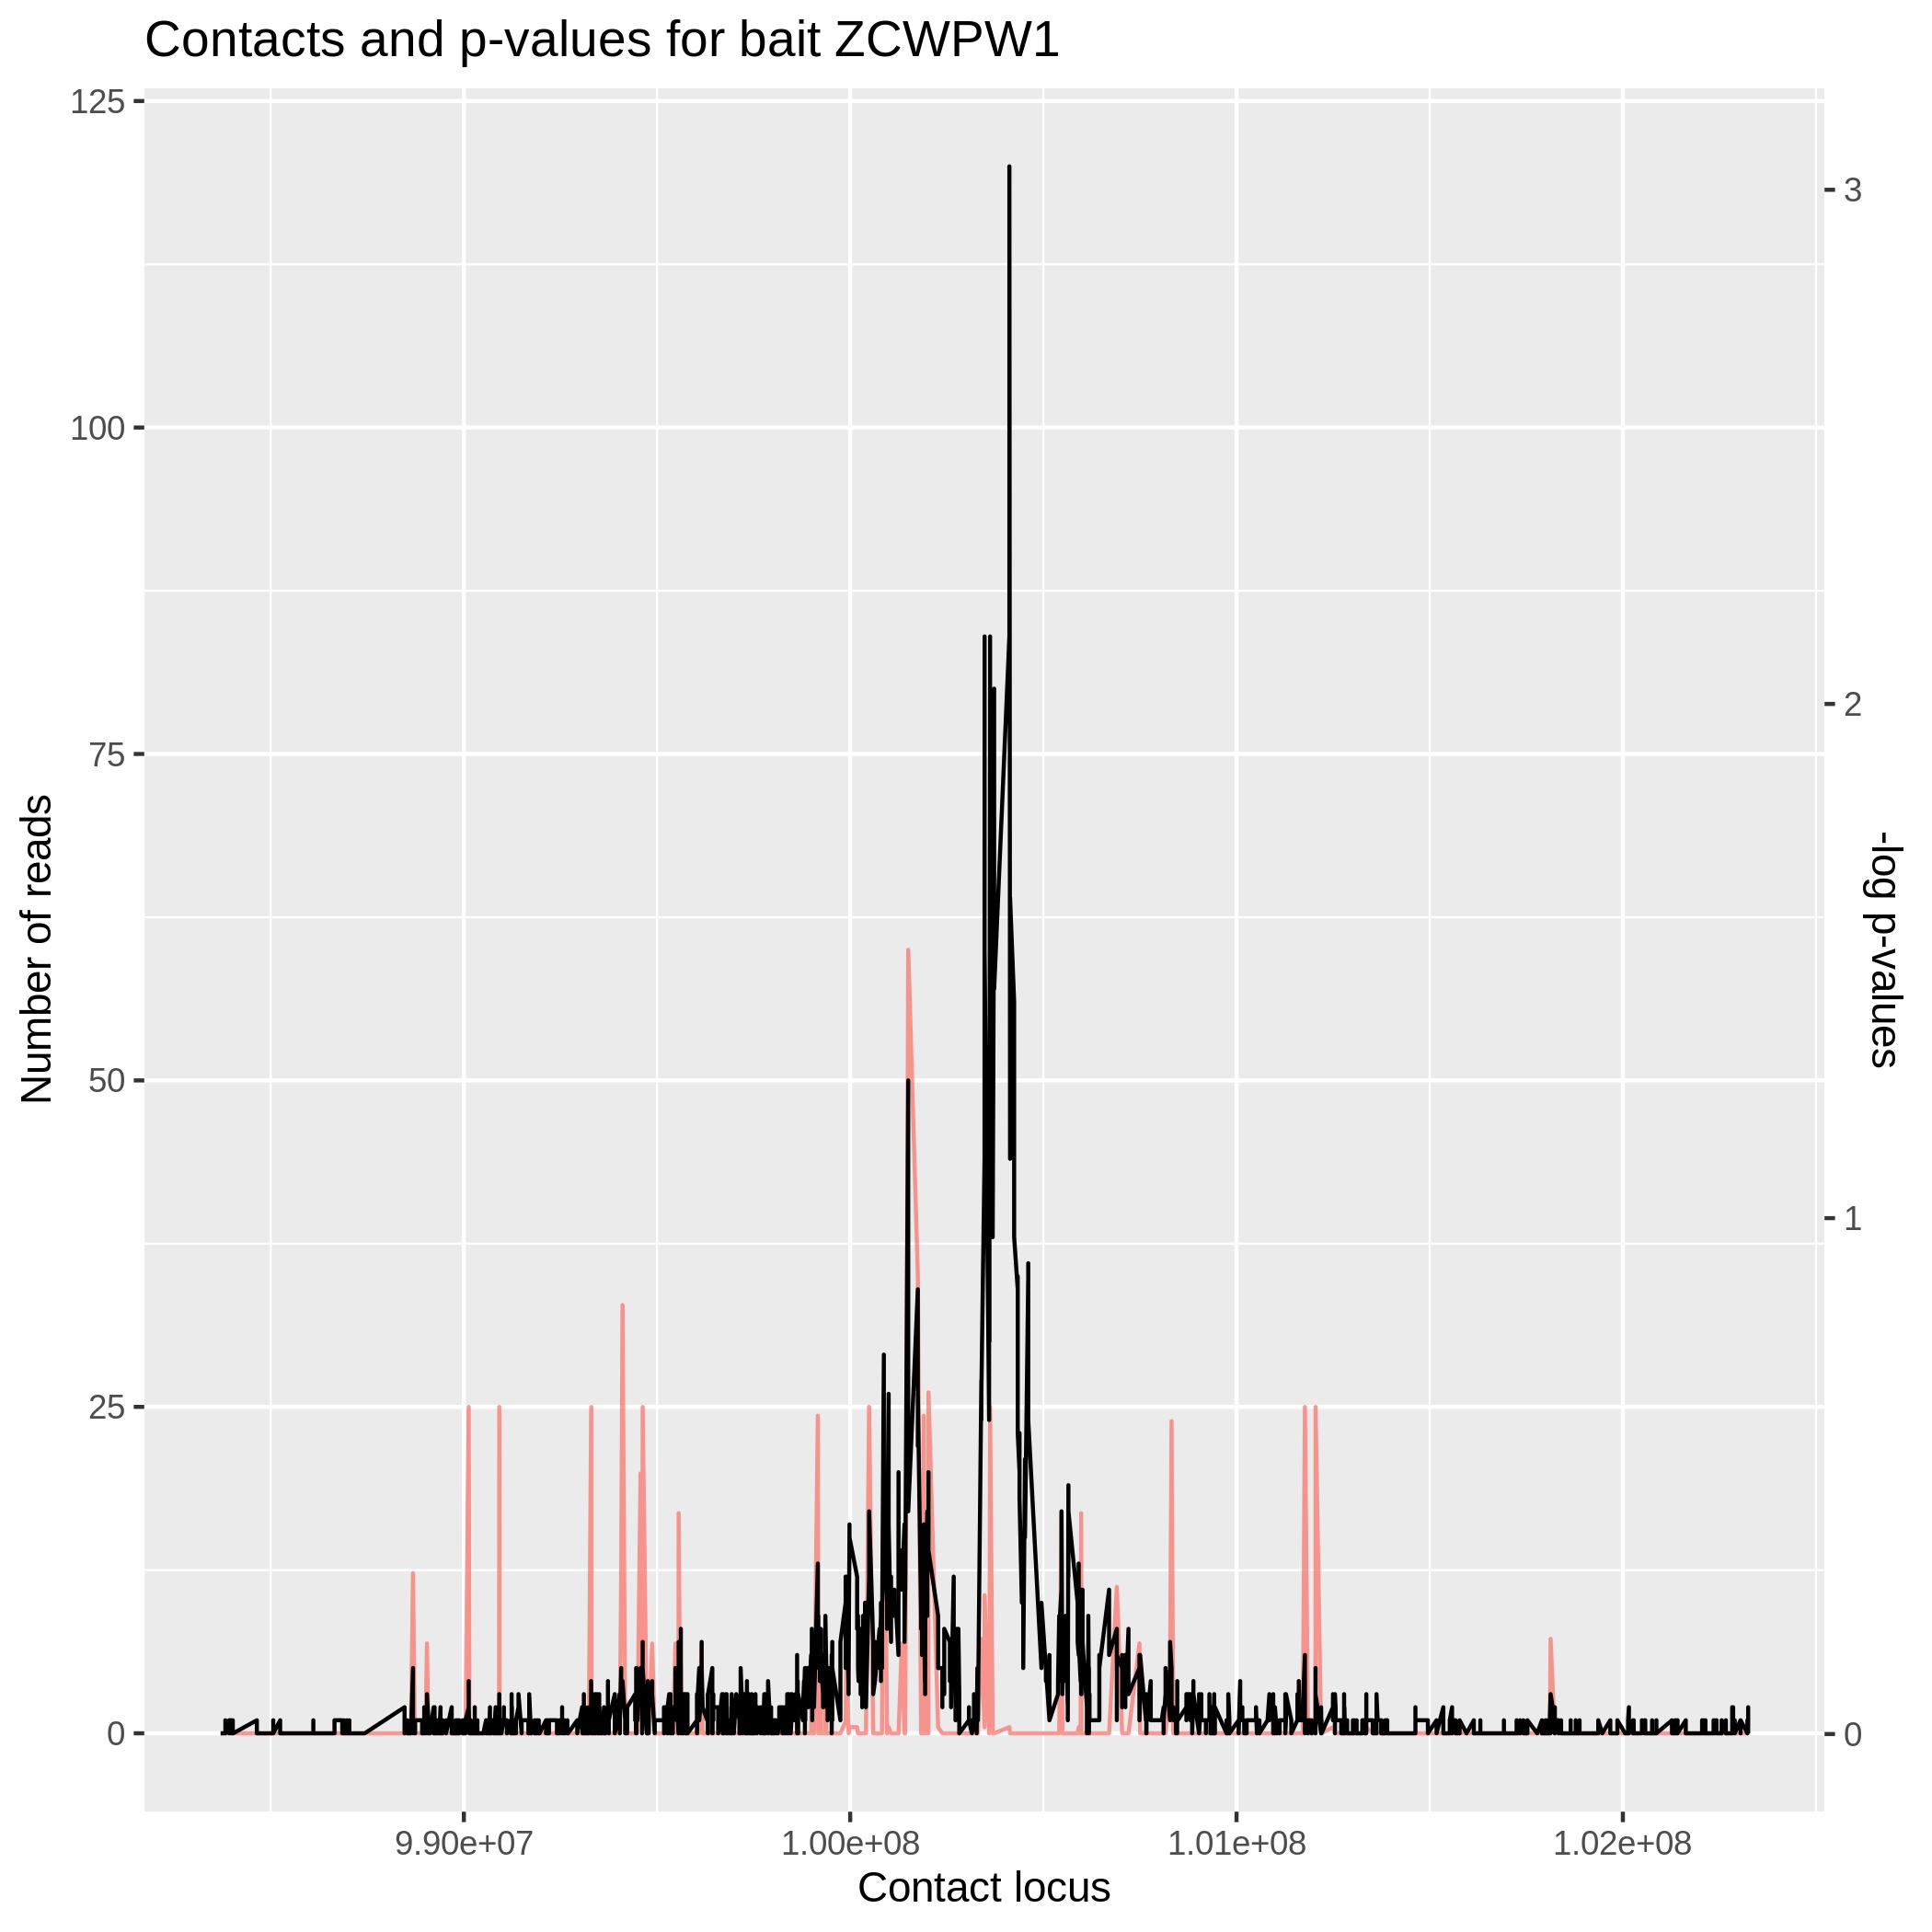 Contacts and p-values for bait ZCWPW1
125
100
75
50
25
0
Number of reads
3
2
1
0
-log p-values
9.90e+07
1.00e+08
1.01e+08
1.02e+08
Contact locus